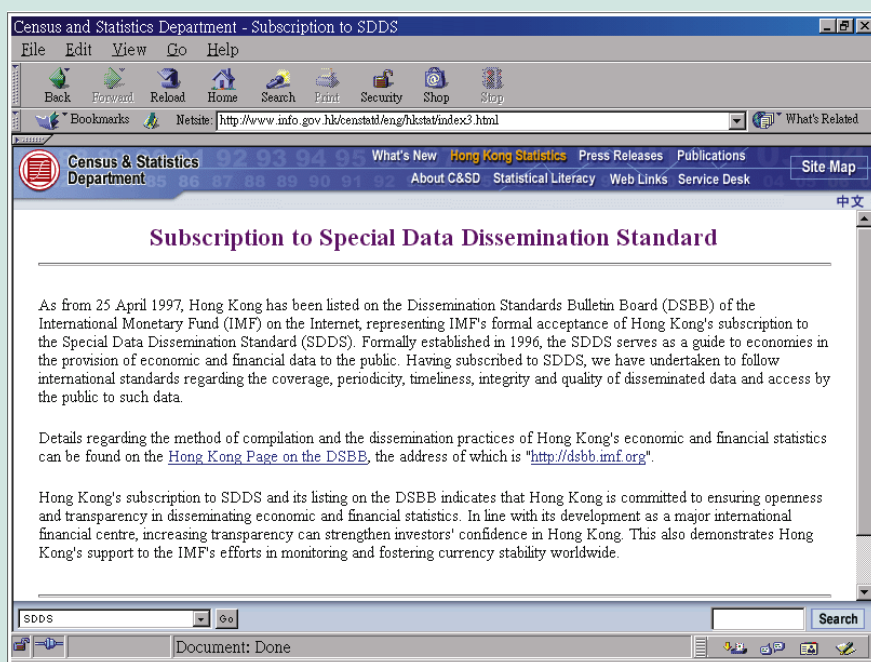 Census and Statistics Department - Subscription to SDDS
File Edit View Go Help
Back Forward Reload Home Search Print Security Shop Stop
Bookmarks Netsite: http://www.info.gov.hk/censtatd/eng/hkstat/index3.html What's Related
Census & Statistics
Department
92 93 94 95
85 86 87 88 89 90 91 92
What's New Hong Kong Statistics Press Releases Publications
About C&SD Statistical Literacy Web Links Service Desk
Site Map
中文
Subscription to Special Data Dissemination Standard
As from 25 April 1997, Hong Kong has been listed on the Dissemination Standards Bulletin Board (DSBB) of the
International Monetary Fund (IMF) on the Internet, representing IMF's formal acceptance of Hong Kong's subscription to
the Special Data Dissemination Standard (SDDS). Formally established in 1996, the SDDS serves as a guide to economies in
the provision of economic and financial data to the public. Having subscribed to SDDS, we have undertaken to follow
international standards regarding the coverage, periodicity, timeliness, integrity and quality of disseminated data and access by
the public to such data.
Details regarding the method of compilation and the dissemination practices of Hong Kong's economic and financial statistics
can be found on the Hong Kong Page on the DSBB, the address of which is "http://dsbb.imf.org".
Hong Kong's subscription to SDDS and its listing on the DSBB indicates that Hong Kong is committed to ensuring openness
and transparency in disseminating economic and financial statistics. In line with its development as a major international
financial centre, increasing transparency can strengthen investors' confidence in Hong Kong. This also demonstrates Hong
Kong's support to the IMF's efforts in monitoring and fostering currency stability worldwide.
SDDS Go Search
Document: Done